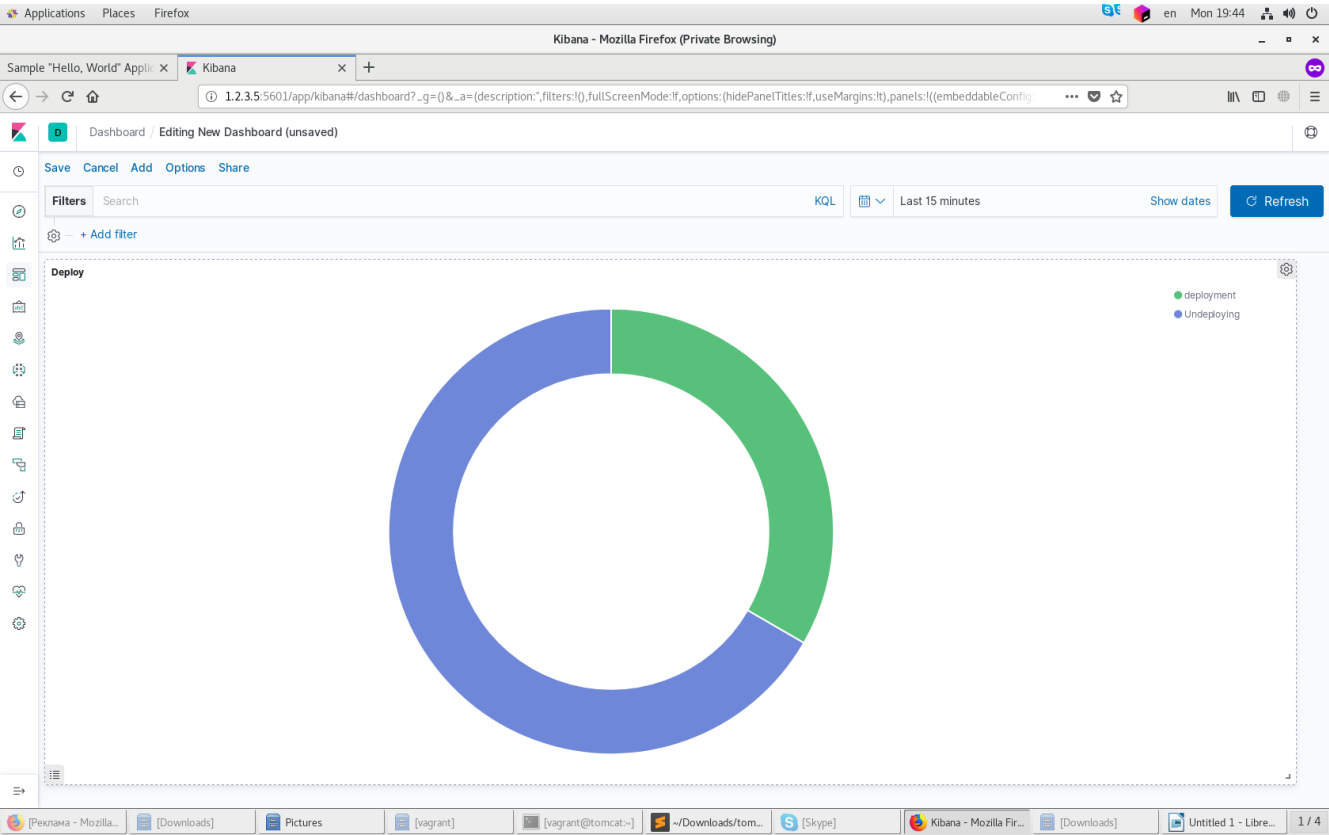 Applications Places Firefox en Mon 19:44
Kibana - Mozilla Firefox (Private Browsing)
Sample "Hello, World" Applic Kibana
1.2.3.5:5601/app/kibana#/dashboard?_g=()&_a=(description:'',filters:!(),fullScreenMode:!f,options:(hidePanelTitles:!f,useMargins:!t),panels:!((embeddableConfig:
D Dashboard / Editing New Dashboard (unsaved)
Save Cancel Add Options Share
Filters Search KQL Last 15 minutes Show dates Refresh
+ Add filter
Deploy
deployment
Undeploying
[Реклама - Mozilla... [Downloads] Pictures [vagrant] [vagrant@tomcat:~] ~/Downloads/tom... [Skype] Kibana - Mozilla Fir... [Downloads] Untitled 1 - Libre... 1 / 4